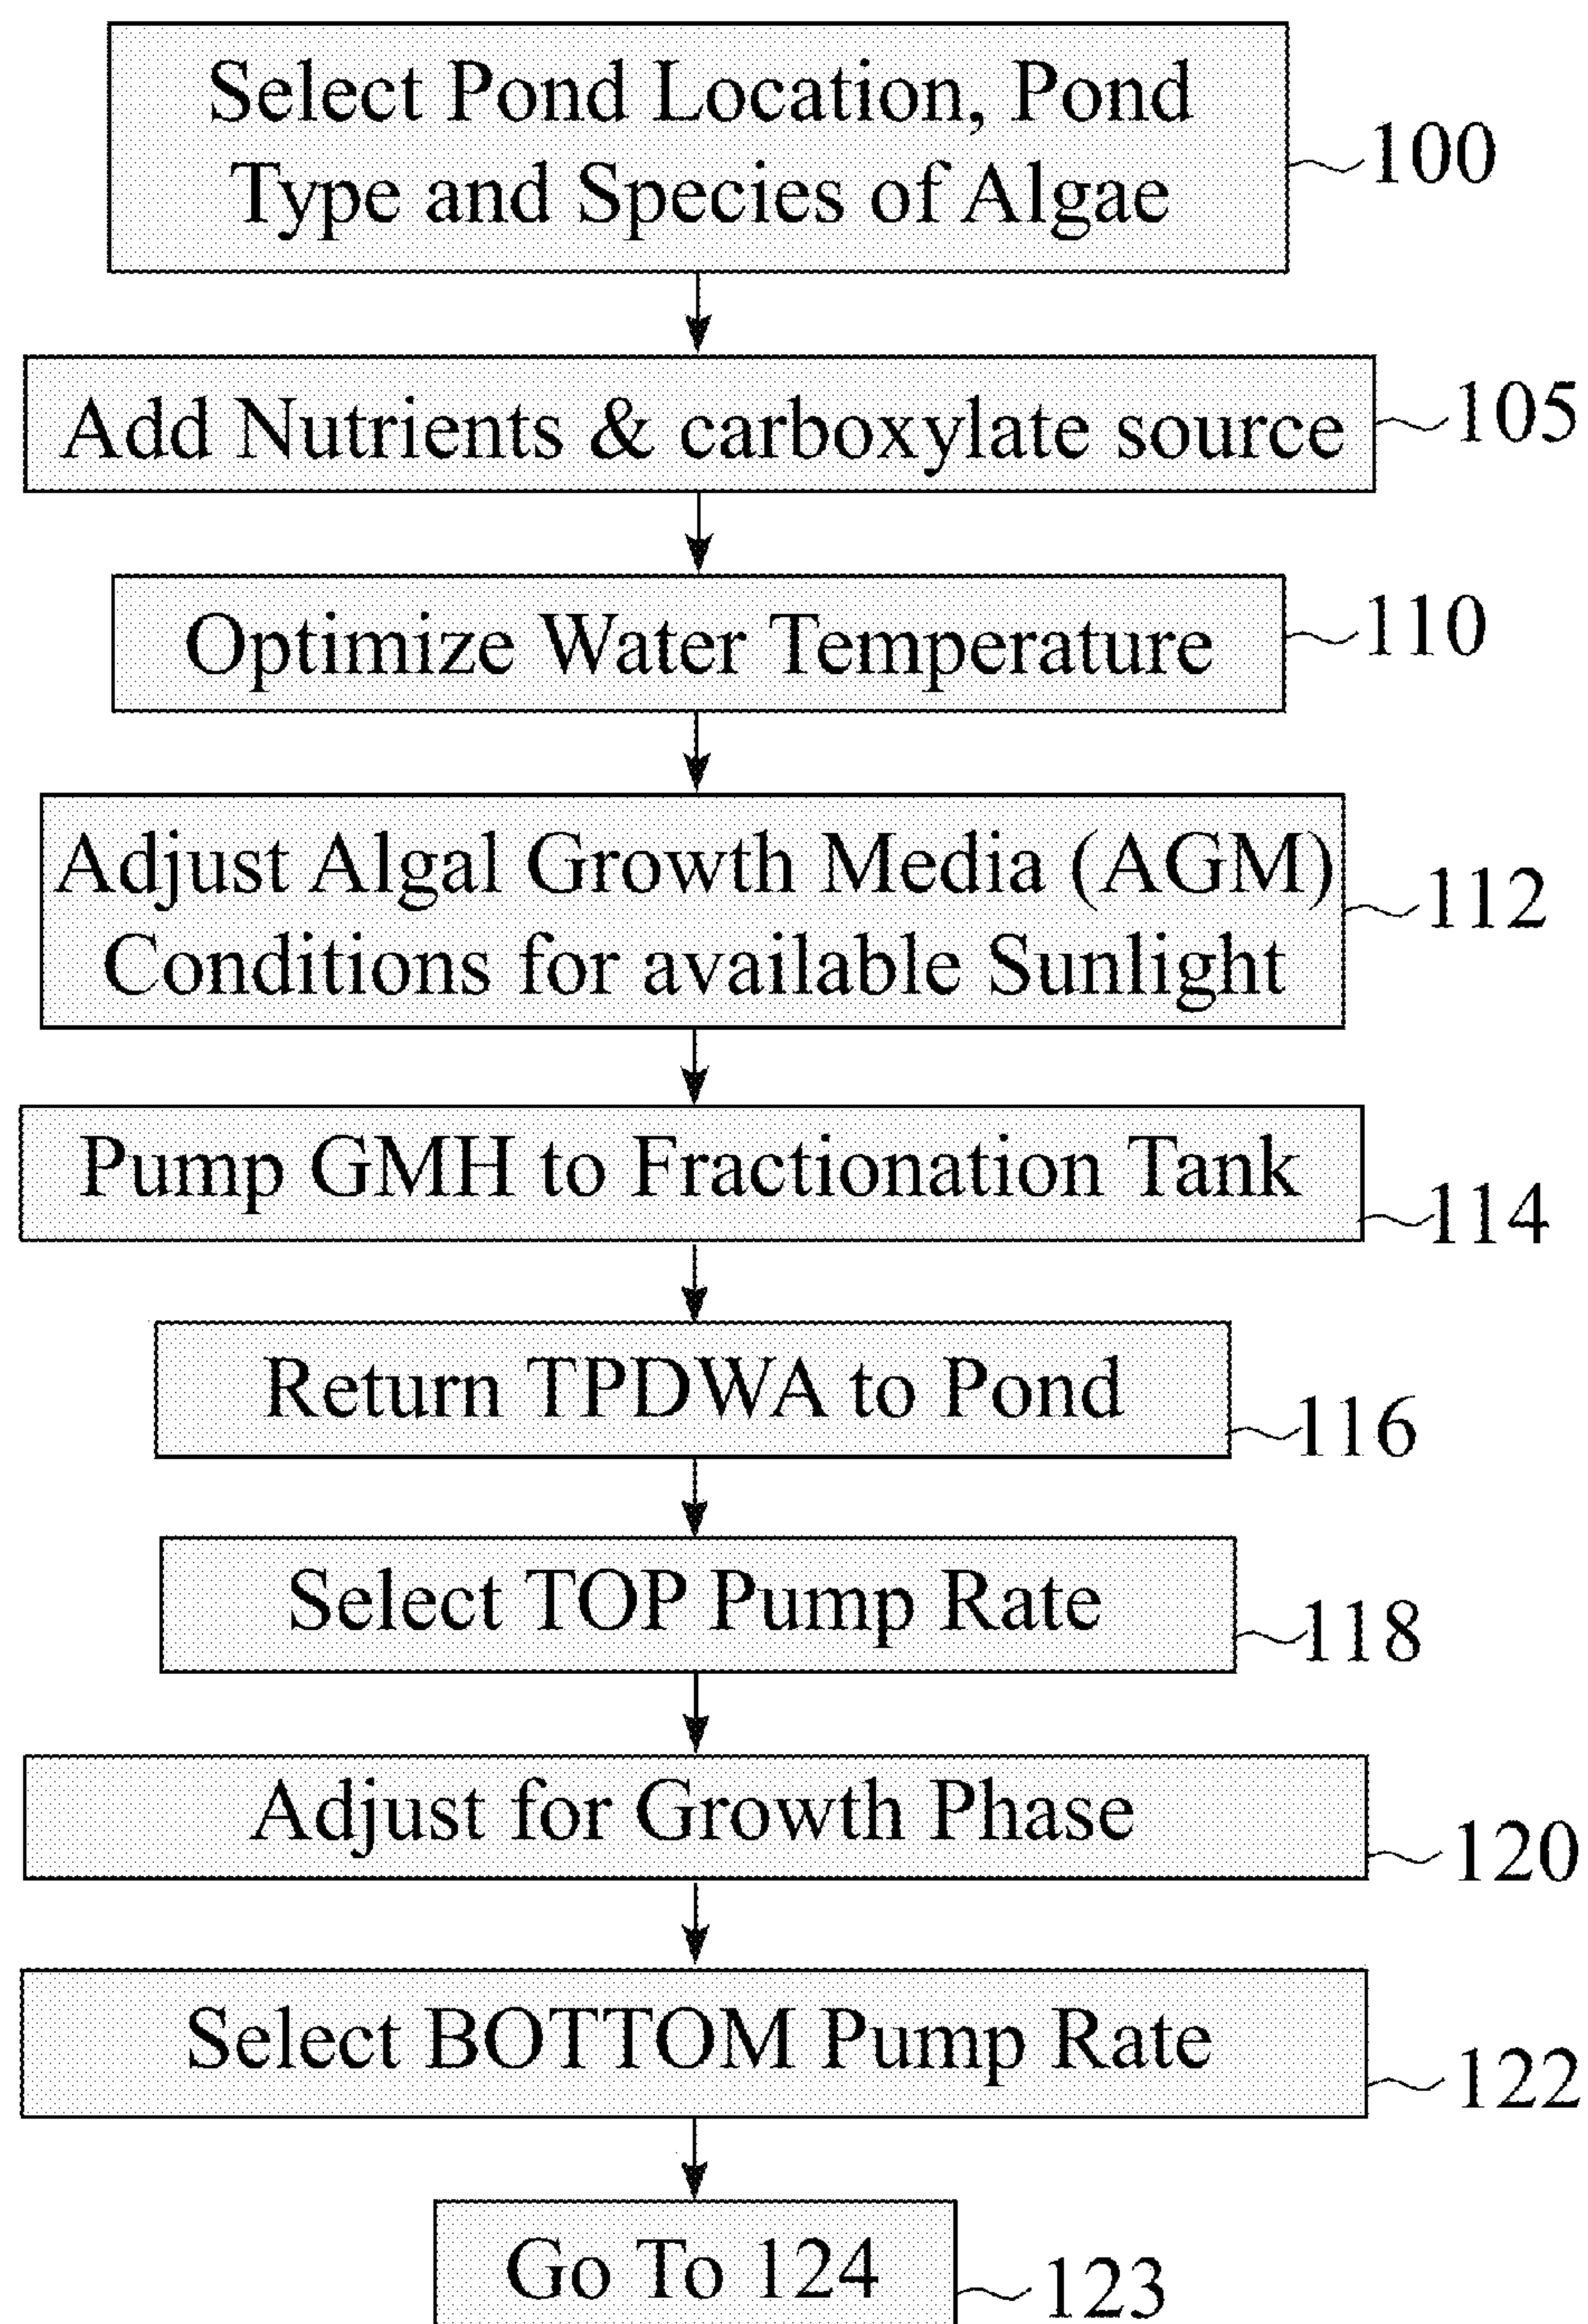 Select Pond Location, Pond
Type and Species of Algae
100
Add Nutrients & carboxylate source
105
Optimize Water Temperature
110
Adjust Algal Growth Media (AGM)
Conditions for available Sunlight
112
Pump GMH to Fractionation Tank
114
Return TPDWA to Pond
116
Select TOP Pump Rate
118
Adjust for Growth Phase
120
Select BOTTOM Pump Rate
122
Go To 124
123